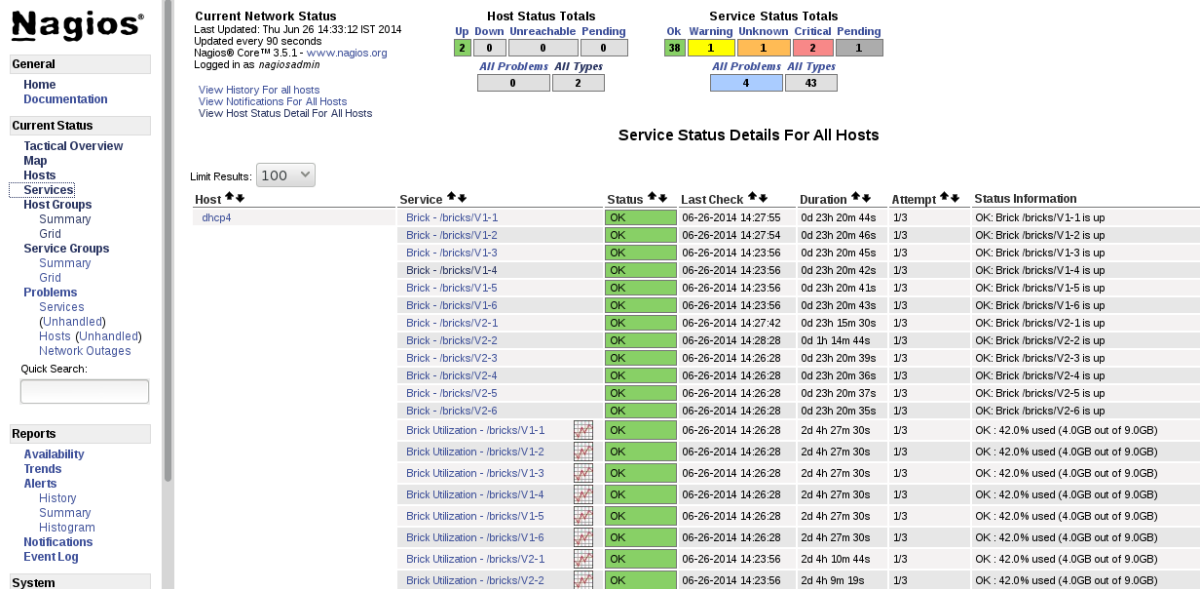 Nagios®
General
Home
Documentation
Current Status
Tactical Overview
Map
Hosts
Services
Host Groups
Summary
Grid
Service Groups
Summary
Grid
Problems
Services
(Unhandled)
Hosts (Unhandled)
Network Outages
Quick Search:
Reports
Availability
Trends
Alerts
History
Summary
Histogram
Notifications
Event Log
System
Current Network Status
Last Updated: Thu Jun 26 14:33:12 IST 2014
Updated every 90 seconds
Nagios® Core™ 3.5.1 - www.nagios.org
Logged in as nagiosadmin
View History For all hosts
View Notifications For All Hosts
View Host Status Detail For All Hosts
Host Status Totals
Up Down Unreachable Pending
2 0 0 0
All Problems All Types
0 2
Service Status Totals
Ok Warning Unknown Critical Pending
38 1 1 2 1
All Problems All Types
4 43
Service Status Details For All Hosts
Limit Results: 100
Host Service Status Last Check Duration Attempt Status Information
dhcp4 Brick - /bricks/V1-1 OK 06-26-2014 14:27:55 0d 23h 20m 44s 1/3 OK: Brick /bricks/V1-1 is up
Brick - /bricks/V1-2 OK 06-26-2014 14:27:54 0d 23h 20m 46s 1/3 OK: Brick /bricks/V1-2 is up
Brick - /bricks/V1-3 OK 06-26-2014 14:23:56 0d 23h 20m 45s 1/3 OK: Brick /bricks/V1-3 is up
Brick - /bricks/V1-4 OK 06-26-2014 14:23:56 0d 23h 20m 42s 1/3 OK: Brick /bricks/V1-4 is up
Brick - /bricks/V1-5 OK 06-26-2014 14:23:56 0d 23h 20m 41s 1/3 OK: Brick /bricks/V1-5 is up
Brick - /bricks/V1-6 OK 06-26-2014 14:23:56 0d 23h 20m 43s 1/3 OK: Brick /bricks/V1-6 is up
Brick - /bricks/V2-1 OK 06-26-2014 14:27:42 0d 23h 15m 30s 1/3 OK: Brick /bricks/V2-1 is up
Brick - /bricks/V2-2 OK 06-26-2014 14:28:28 0d 1h 14m 44s 1/3 OK: Brick /bricks/V2-2 is up
Brick - /bricks/V2-3 OK 06-26-2014 14:26:28 0d 23h 20m 39s 1/3 OK: Brick /bricks/V2-3 is up
Brick - /bricks/V2-4 OK 06-26-2014 14:26:28 0d 23h 20m 36s 1/3 OK: Brick /bricks/V2-4 is up
Brick - /bricks/V2-5 OK 06-26-2014 14:26:28 0d 23h 20m 37s 1/3 OK: Brick /bricks/V2-5 is up
Brick - /bricks/V2-6 OK 06-26-2014 14:26:28 0d 23h 20m 35s 1/3 OK: Brick /bricks/V2-6 is up
Brick Utilization - /bricks/V1-1 OK 06-26-2014 14:26:28 2d 4h 27m 30s 1/3 OK : 42.0% used (4.0GB out of 9.0GB)
Brick Utilization - /bricks/V1-2 OK 06-26-2014 14:26:28 2d 4h 27m 30s 1/3 OK : 42.0% used (4.0GB out of 9.0GB)
Brick Utilization - /bricks/V1-3 OK 06-26-2014 14:26:28 2d 4h 27m 30s 1/3 OK : 42.0% used (4.0GB out of 9.0GB)
Brick Utilization - /bricks/V1-4 OK 06-26-2014 14:26:28 2d 4h 27m 30s 1/3 OK : 42.0% used (4.0GB out of 9.0GB)
Brick Utilization - /bricks/V1-5 OK 06-26-2014 14:26:28 2d 4h 27m 30s 1/3 OK : 42.0% used (4.0GB out of 9.0GB)
Brick Utilization - /bricks/V1-6 OK 06-26-2014 14:26:28 2d 4h 27m 30s 1/3 OK : 42.0% used (4.0GB out of 9.0GB)
Brick Utilization - /bricks/V2-1 OK 06-26-2014 14:23:56 2d 4h 10m 44s 1/3 OK : 42.0% used (4.0GB out of 9.0GB)
Brick Utilization - /bricks/V2-2 OK 06-26-2014 14:23:56 2d 4h 9m 19s 1/3 OK : 42.0% used (4.0GB out of 9.0GB)